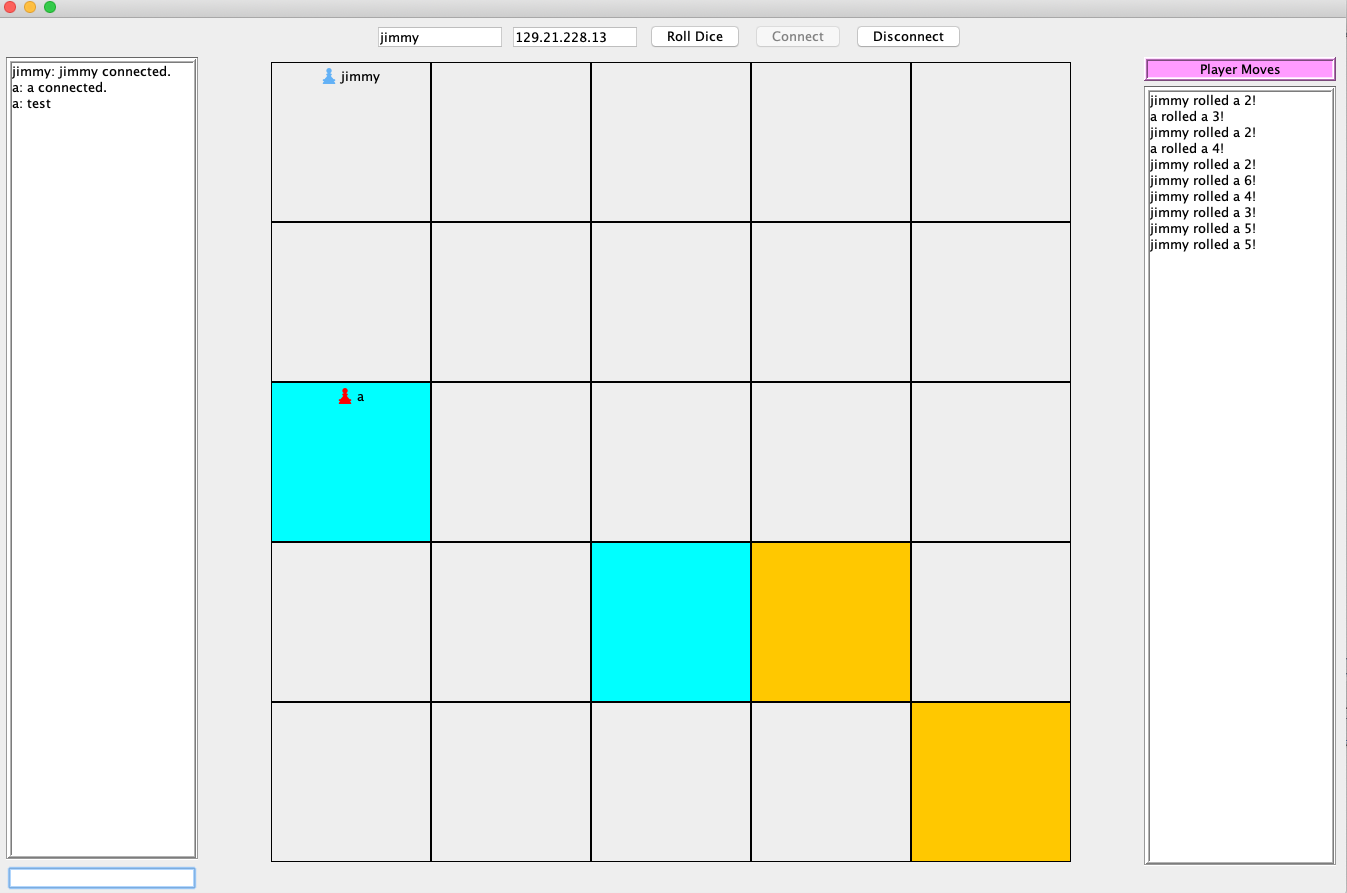 jimmy 129.21.228.13 Roll Dice Connect Disconnect
jimmy: jimmy connected.
a: a connected.
a: test
jimmy
a
Player Moves
jimmy rolled a 2!
a rolled a 3!
jimmy rolled a 2!
a rolled a 4!
jimmy rolled a 2!
jimmy rolled a 6!
jimmy rolled a 4!
jimmy rolled a 3!
jimmy rolled a 5!
jimmy rolled a 5!